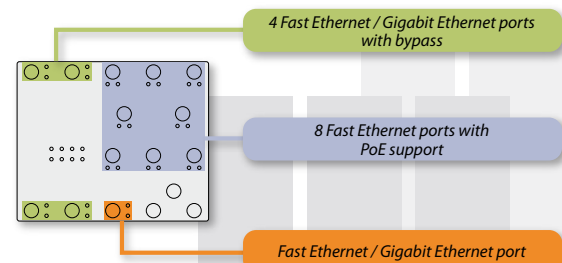 4 Fast Ethernet / Gigabit Ethernet ports
with bypass
8 Fast Ethernet ports with
PoE support
Fast Ethernet / Gigabit Ethernet port